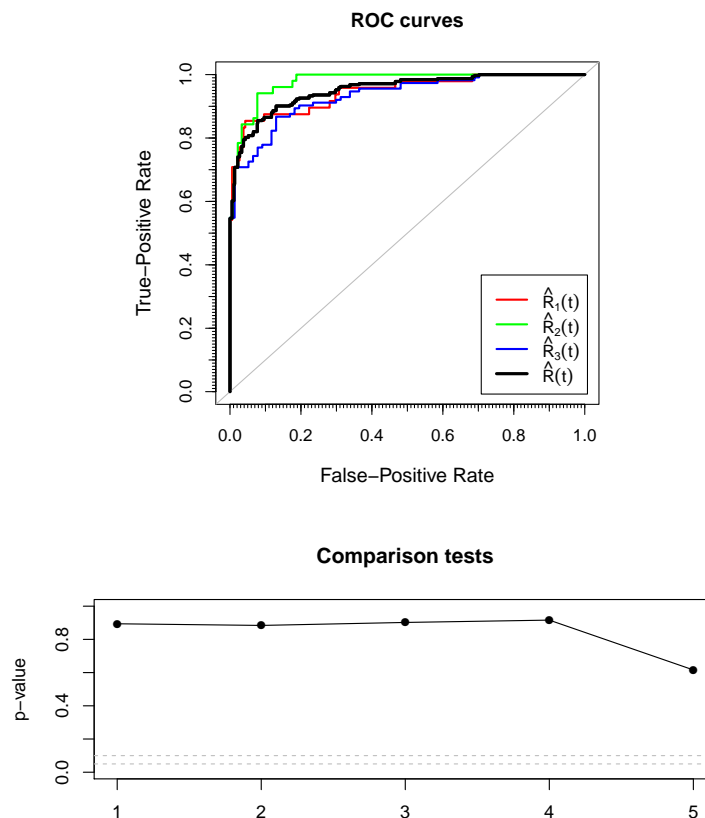 ROC curves
True−Positive Rate
0.0 0.2 0.4 0.6 0.8 1.0
R̂₁(t)
R̂₂(t)
R̂₃(t)
R̂(t)
0.0 0.2 0.4 0.6 0.8 1.0
False−Positive Rate
Comparison tests
p−value
0.0 0.4 0.8
1 2 3 4 5